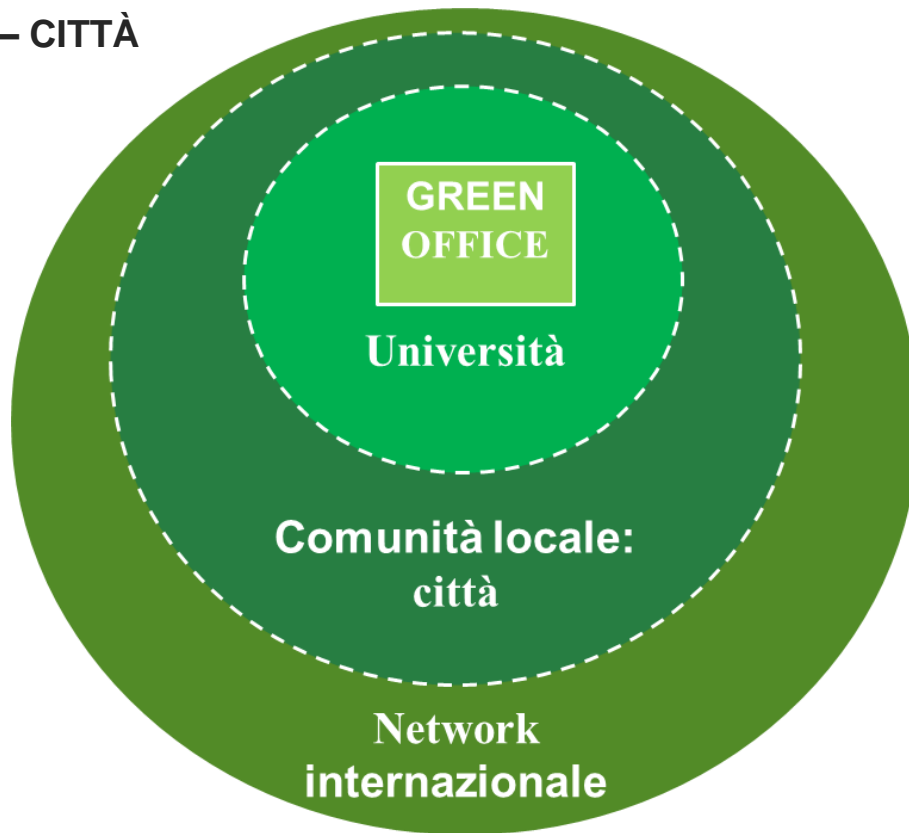 – CITTÀ
GREEN
OFFICE
Università
Comunità locale:
città
Network
internazionale